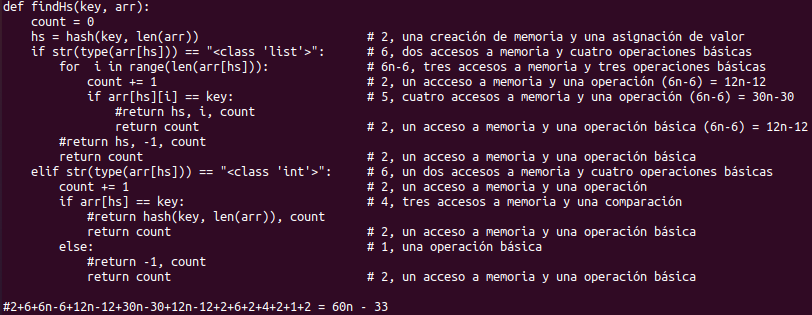 def findHs(key, arr):
    count = 0
    hs = hash(key, len(arr))                        # 2, una creación de memoria y una asignación de valor
    if str(type(arr[hs])) == "<class 'list'>":      # 6, dos accesos a memoria y cuatro operaciones básicas
        for  i in range(len(arr[hs])):              # 6n-6, tres accesos a memoria y tres operaciones básicas
            count += 1                              # 2, un accceso a memoria y una operación (6n-6) = 12n-12
            if arr[hs][i] == key:                   # 5, cuatro accesos a memoria y una operación (6n-6) = 30n-30
                #return hs, i, count
                return count                        # 2, un acceso a memoria y una operación básica (6n-6) = 12n-12
        #return hs, -1, count
        return count                                # 2, un acceso a memoria y una operación básica
    elif str(type(arr[hs])) == "<class 'int'>":     # 6, un dos accesos a memoria y cuatro operaciones básicas
        count += 1                                  # 2, un acceso a memoria y una operación
        if arr[hs] == key:                          # 4, tres accesos a memoria y una comparación
            #return hash(key, len(arr)), count
            return count                            # 2, un acceso a memoria y una operación básica
        else:                                       # 1, una operación básica
            #return -1, count
            return count                            # 2, un acceso a memoria y una operación básica
#2+6+6n-6+12n-12+30n-30+12n-12+2+6+2+4+2+1+2 = 60n - 33